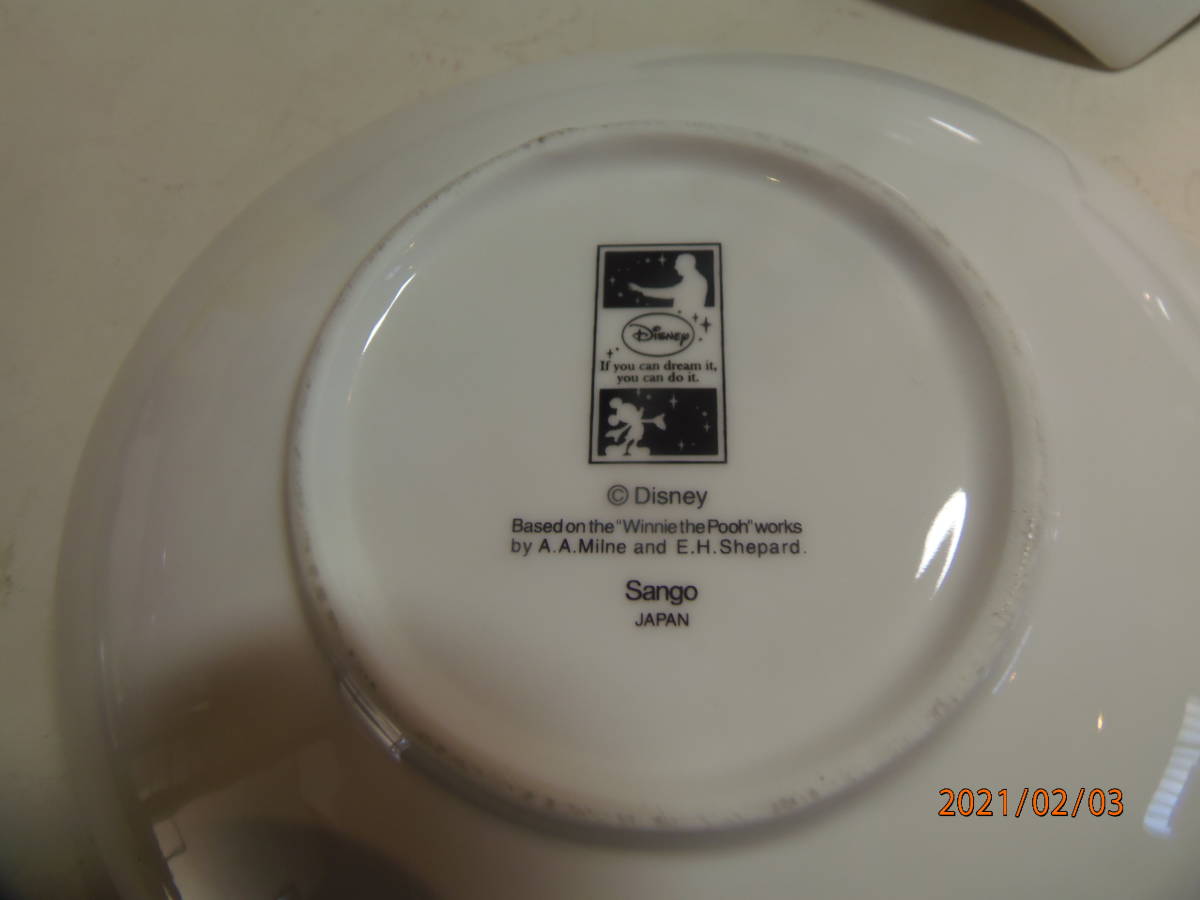 Disney
If you can dream it,
you can do it.
© Disney
Based on the "Winnie the Pooh" works
by A.A.Milne and E.H.Shepard.
Sango
JAPAN
2021/02/03